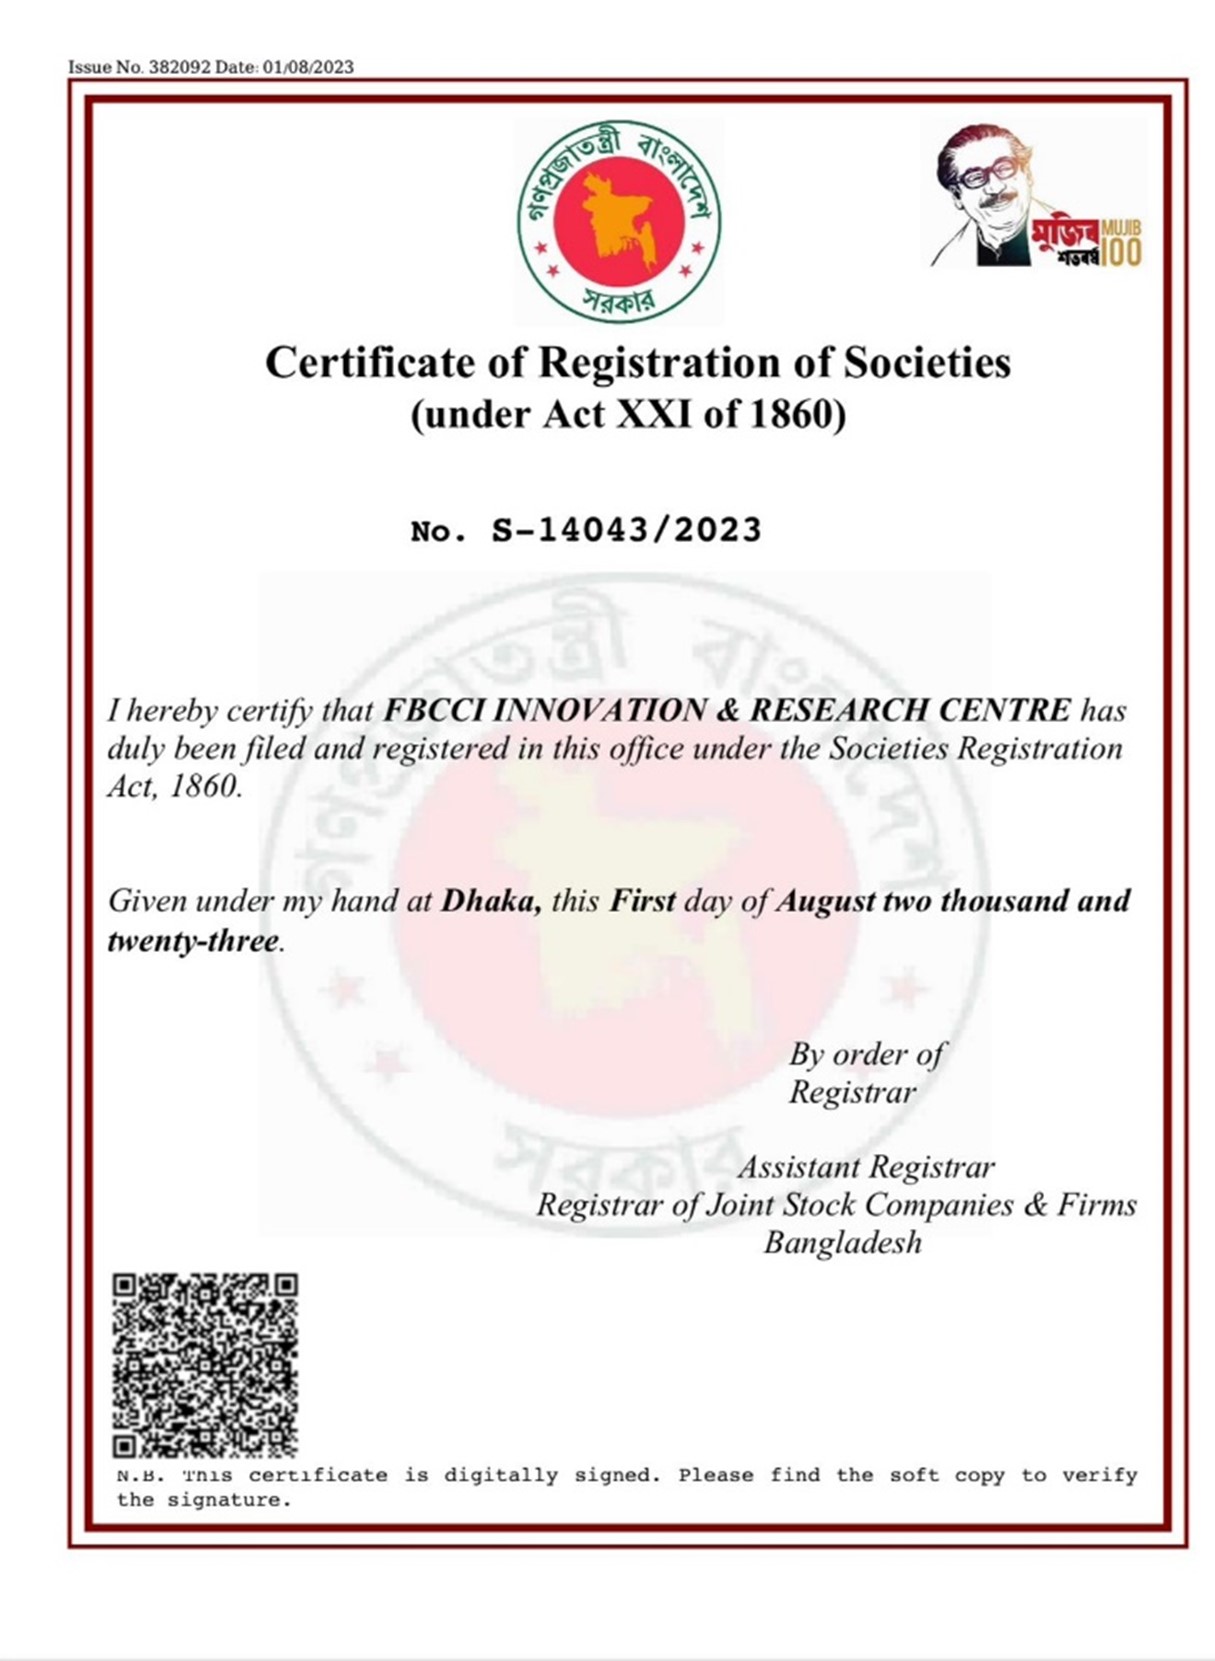 Issue No. 382092 Date: 01/08/2023
গণপ্রজাতন্ত্রী বাংলাদেশ
সরকার
মুজিব MUJIB
শতবর্ষ 100
Certificate of Registration of Societies
(under Act XXI of 1860)
No. S-14043/2023
গণপ্রজাতন্ত্রী বাংলাদেশ
I hereby certify that FBCCI INNOVATION & RESEARCH CENTRE has
duly been filed and registered in this office under the Societies Registration
Act, 1860.
Given under my hand at Dhaka, this First day of August two thousand and
twenty-three.
By order of
Registrar
সরকার
Assistant Registrar
Registrar of Joint Stock Companies & Firms
Bangladesh
N.B. This certificate is digitally signed. Please find the soft copy to verify
the signature.